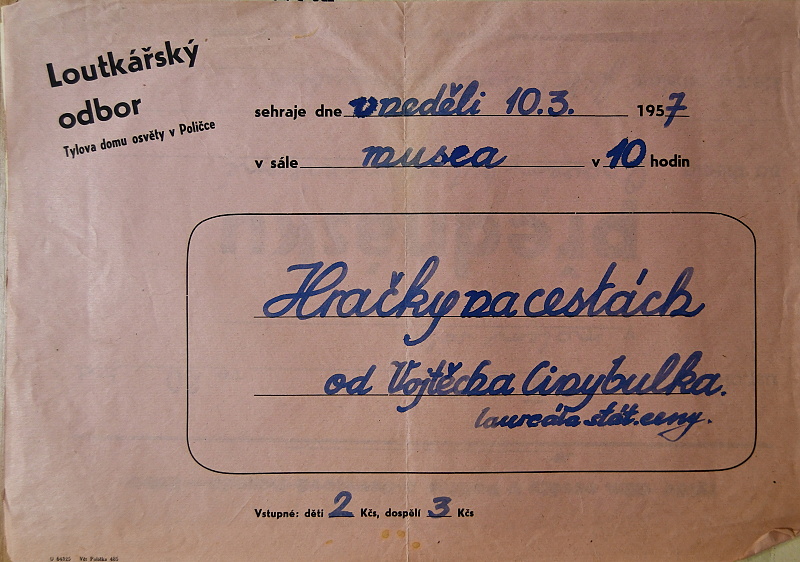 Loutkářský
odbor
Tylova domu osvěty v Poličce
sehraje dne v neděli 10.3. 1957
v sále musea v 10 hodin
Hračky na cestách
od Vojtěcha Cinybulka.
laureáta stát. ceny.
Vstupné: děti 2 Kčs, dospělí 3 Kčs